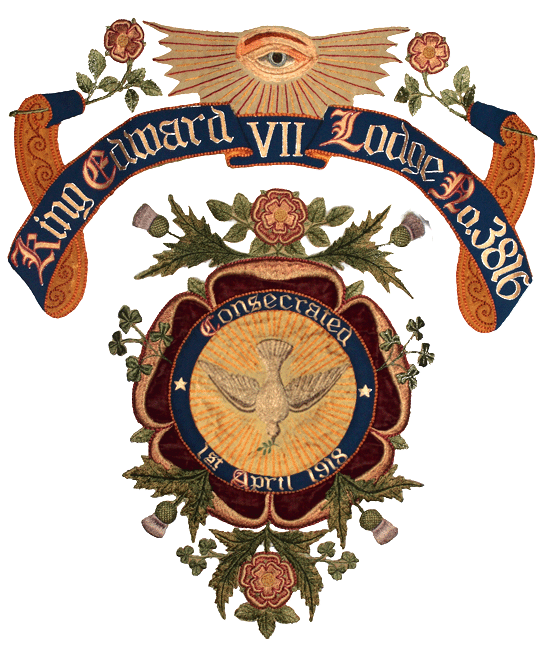 King Edward VII Lodge No. 3816
Consecrated
1st April 1918